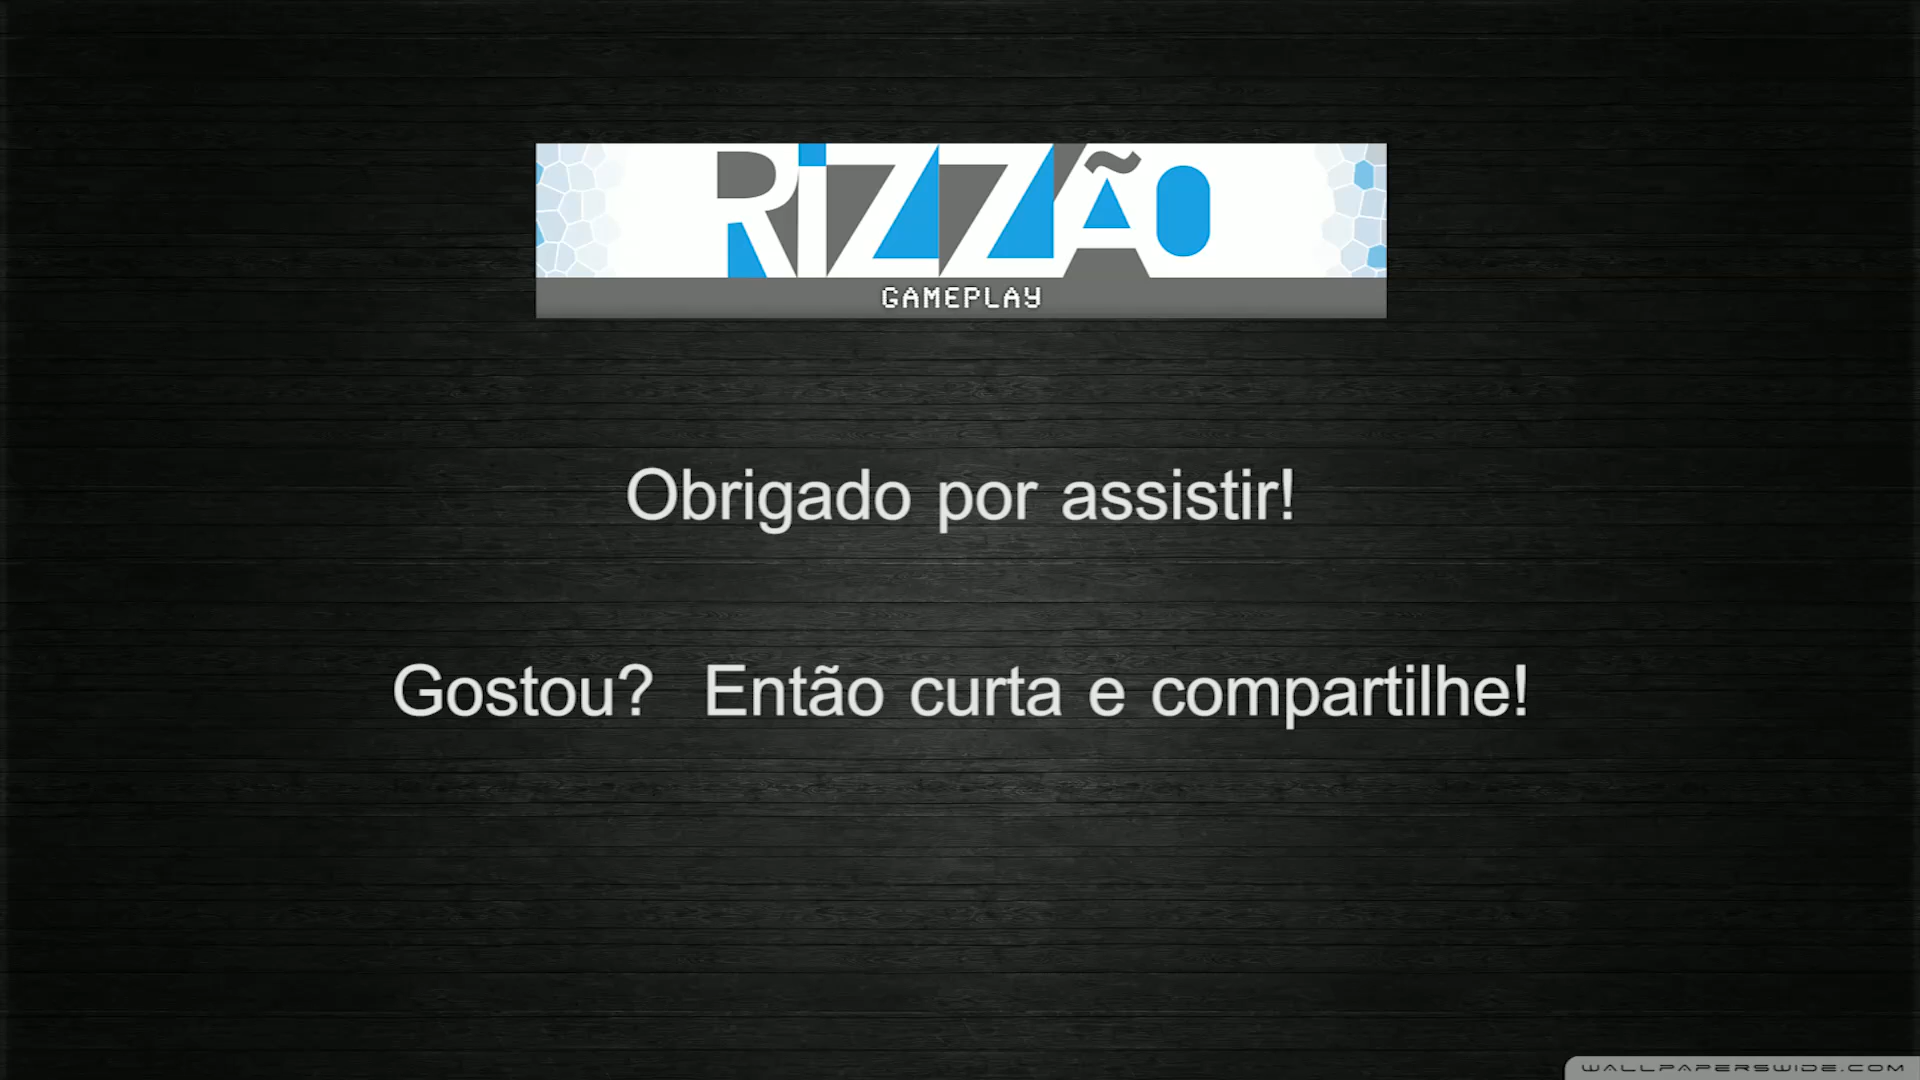 RiZZÃO
GAMEPLAY
Obrigado por assistir!
Gostou? Então curta e compartilhe!
WALLPAPERSWIDE.COM